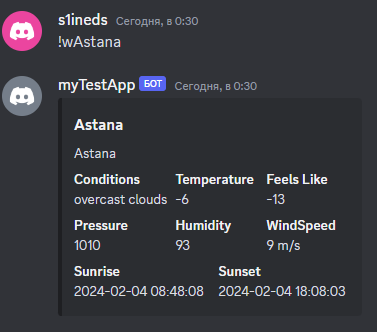 s1ineds Сегодня, в 0:30
!wAstana
myTestApp БОТ Сегодня, в 0:30
Astana
Astana
Conditions Temperature Feels Like
overcast clouds -6 -13
Pressure Humidity WindSpeed
1010 93 9 m/s
Sunrise Sunset
2024-02-04 08:48:08 2024-02-04 18:08:03